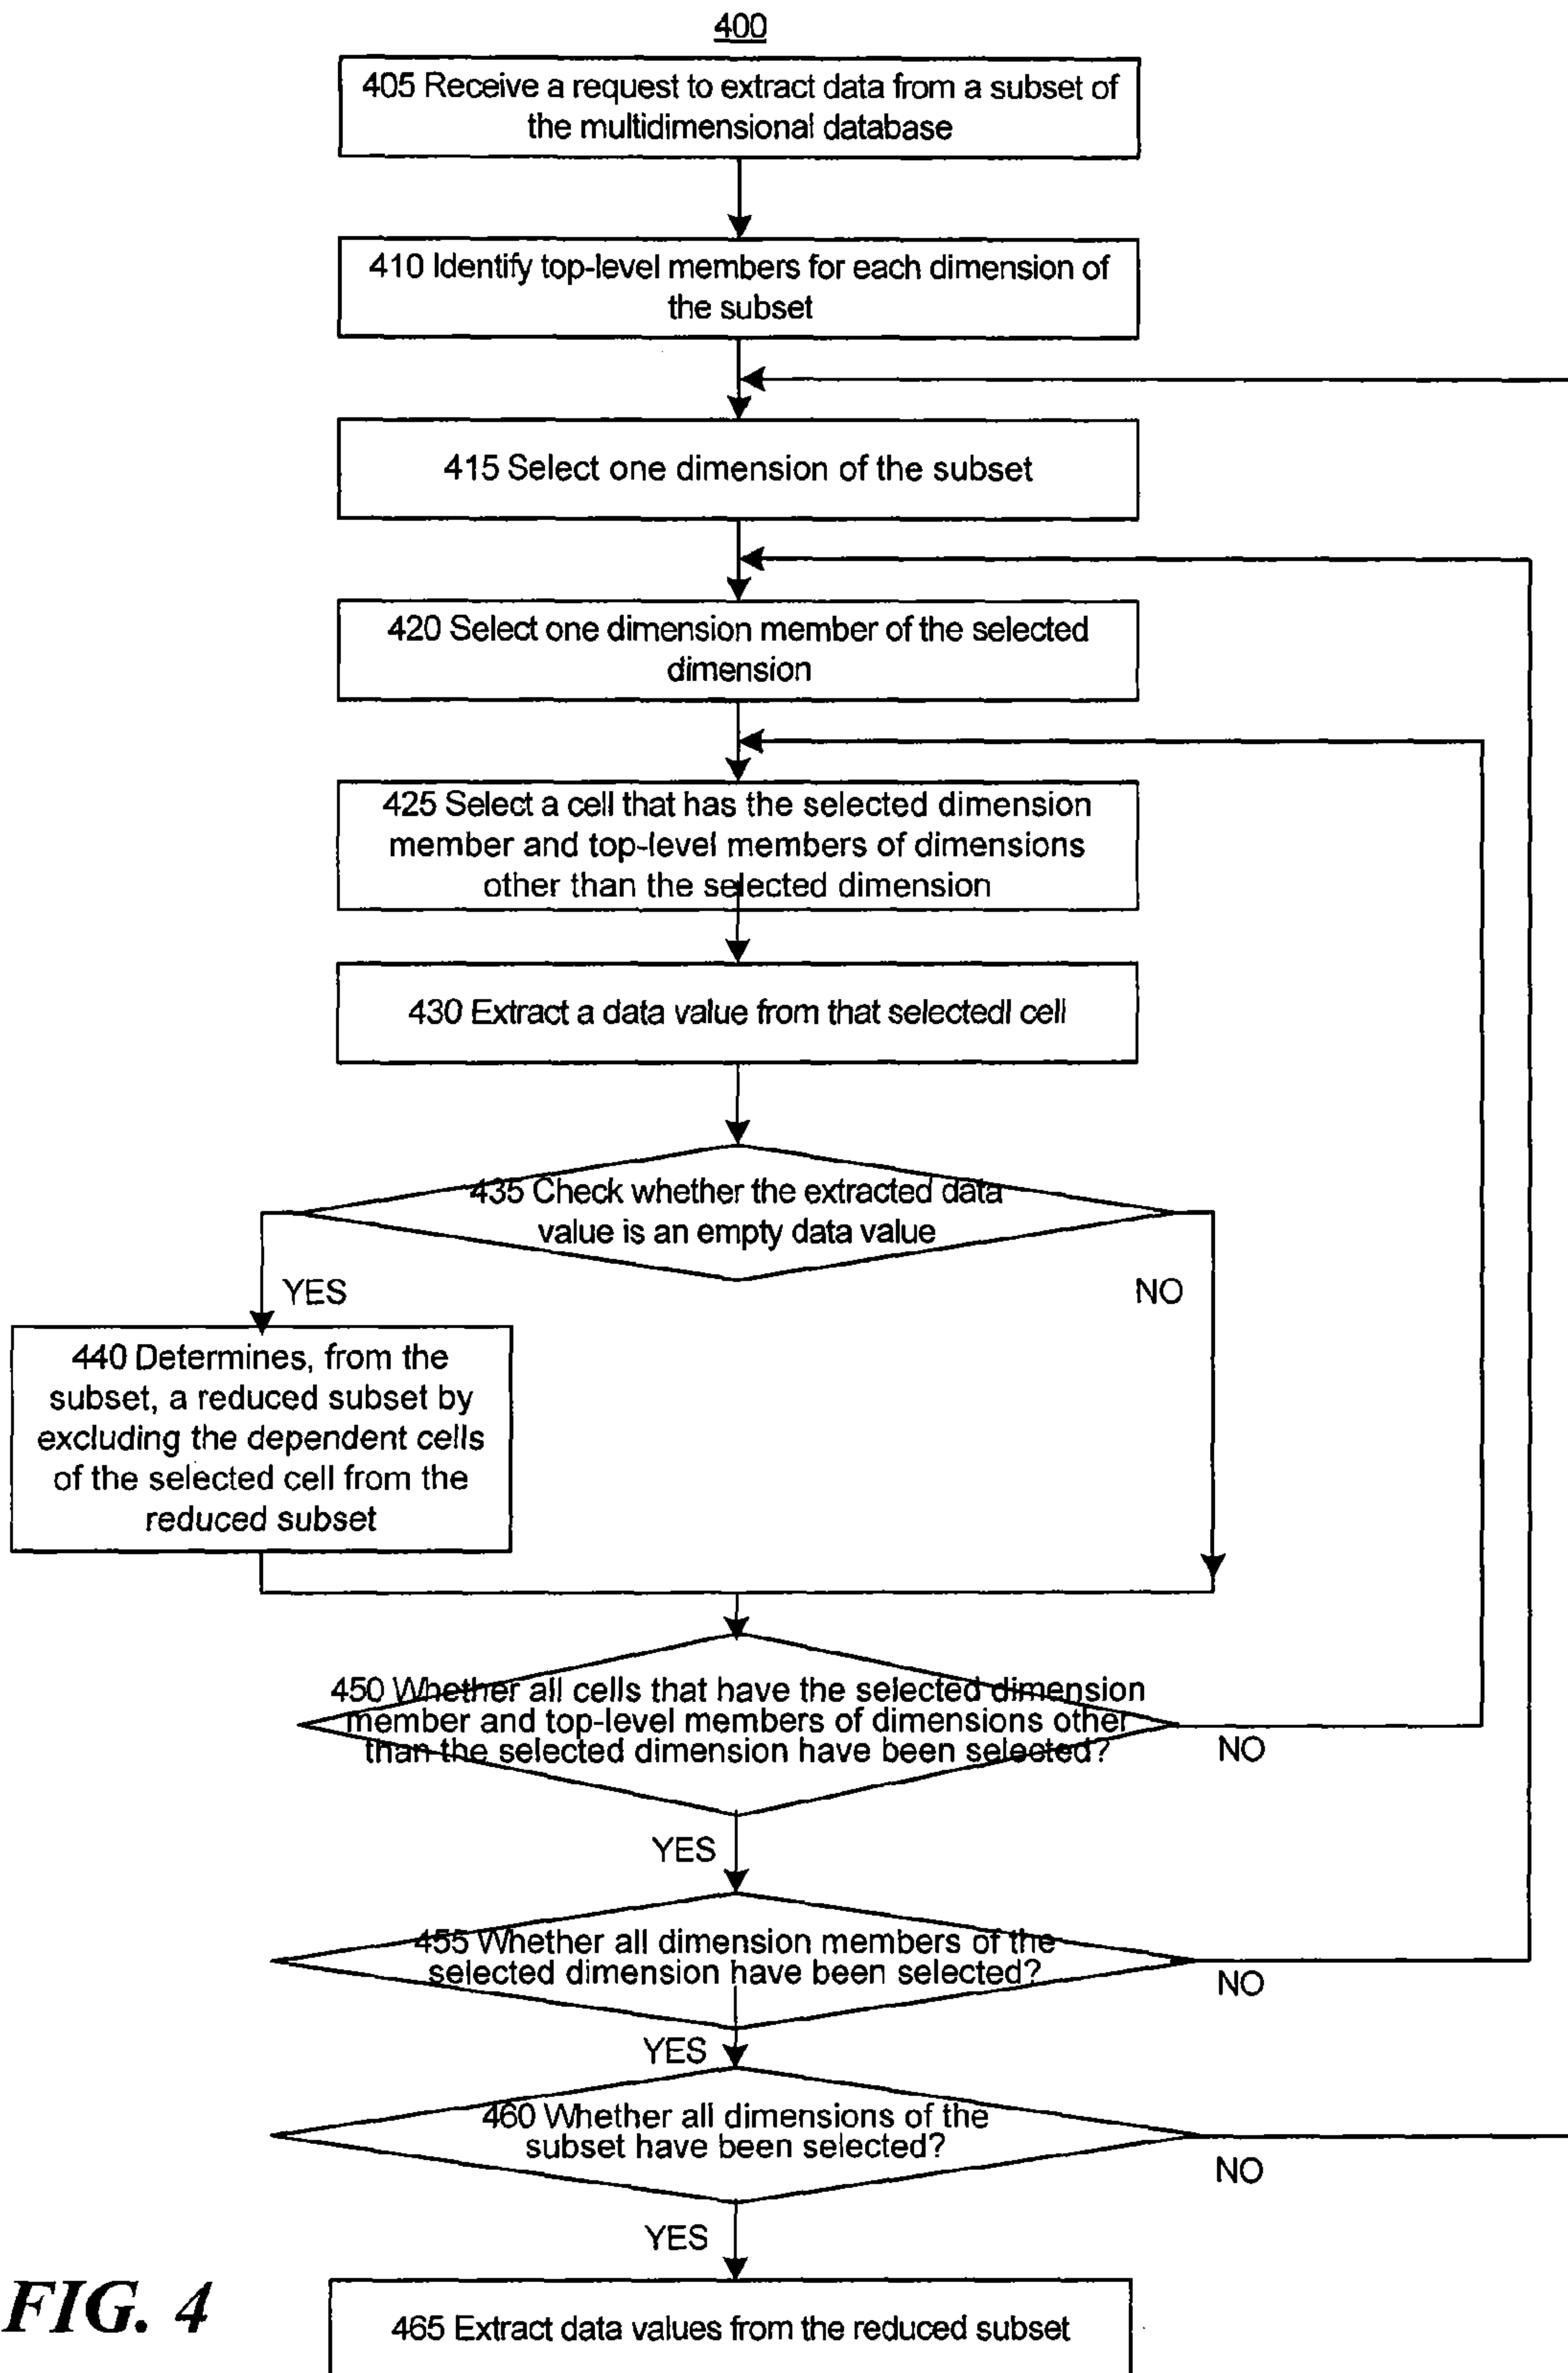 400
405 Receive a request to extract data from a subset of
the multidimensional database
410 Identify top-level members for each dimension of
the subset
415 Select one dimension of the subset
420 Select one dimension member of the selected
dimension
425 Select a cell that has the selected dimension
member and top-level members of dimensions
other than the selected dimension
430 Extract a data value from that selectedl cell
435 Check whether the extracted data
value is an empty data value
YES
NO
440 Determines, from the
subset, a reduced subset by
excluding the dependent cells
of the selected cell from the
reduced subset
450 Whether all cells that have the selected dimension
member and top-level members of dimensions other
than the selected dimension have been selected?
NO
YES
455 Whether all dimension members of the
selected dimension have been selected?
NO
YES
460 Whether all dimensions of the
subset have been selected?
NO
YES
465 Extract data values from the reduced subset
FIG. 4